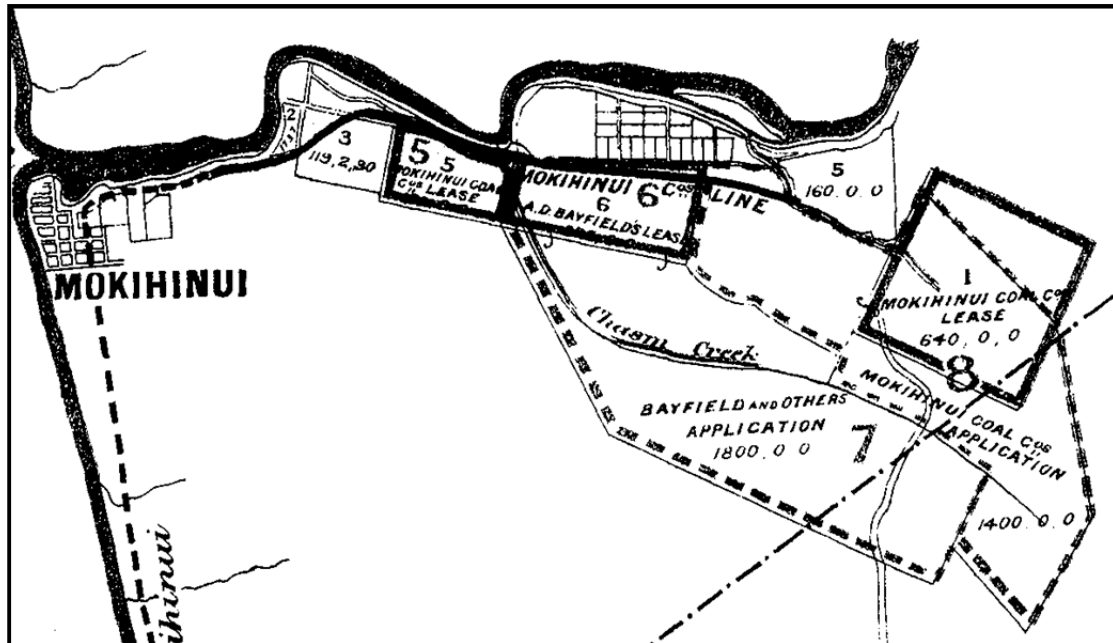 2
3
119, 2, 30
5 5
MOKIHINUI COAL
Cos LEASE
MOKIHINUI 6 Cos
LINE
6
A.D. BAYFIELD'S LEASE
5
160. 0. 0
1
MOKIHINUI COAL Cos
LEASE
640, 0, 0
8
MOKIHINUI
Chasm Creek
BAYFIELD AND OTHERS
APPLICATION
1800. 0 0
7
MOKIHINUI COAL Cos
APPLICATION
1400. 0. 0
ihinui